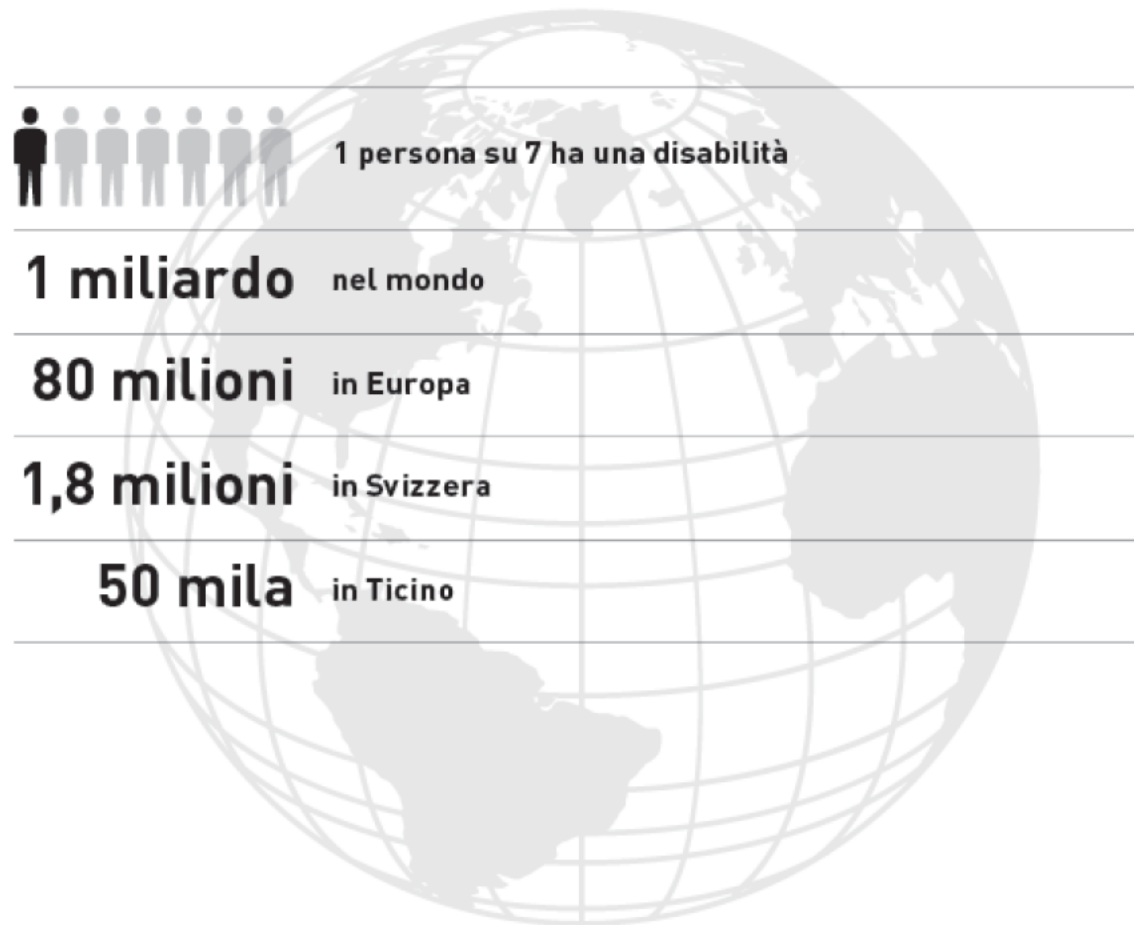 1 persona su 7 ha una disabilità
1 miliardo nel mondo
80 milioni in Europa
1,8 milioni in Svizzera
50 mila in Ticino